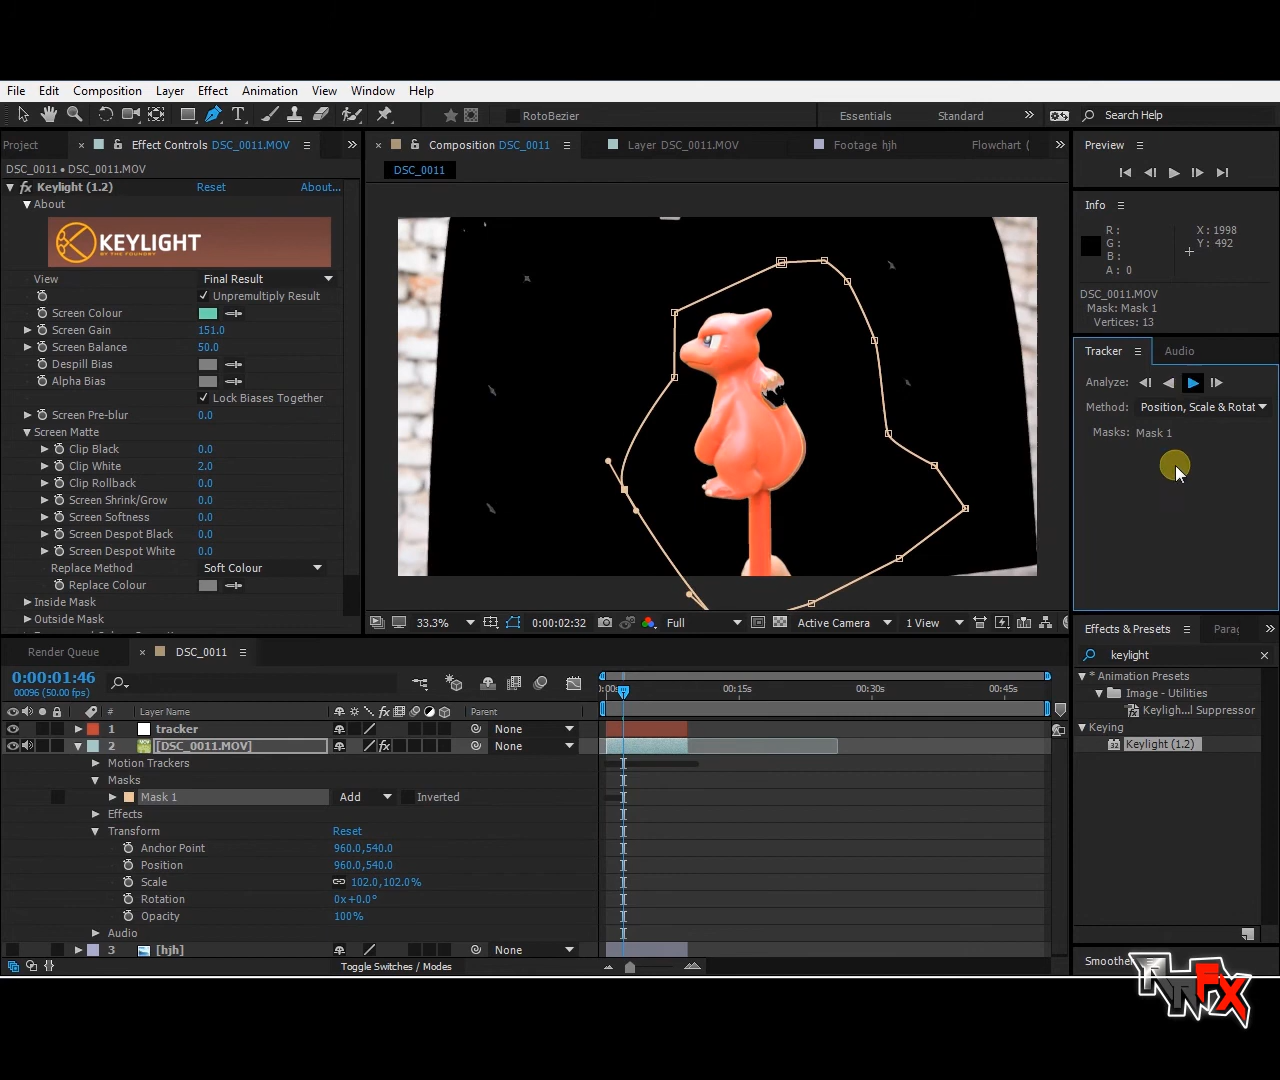 File Edit Composition Layer Effect Animation View Window Help
RotoBezier Essentials Standard » Search Help
Project × Effect Controls DSC_0011.MOV »
× Composition DSC_0011 Layer DSC_0011.MOV Footage hjh Flowchart ( »
Preview
DSC_0011 • DSC_0011.MOV
DSC_0011
fx Keylight (1.2) Reset About...
About
KEYLIGHT
BY THE FOUNDRY
View Final Result
Unpremultiply Result
Screen Colour
Screen Gain 151.0
Screen Balance 50.0
Despill Bias
Alpha Bias
Lock Biases Together
Screen Pre-blur 0.0
Screen Matte
Clip Black 0.0
Clip White 2.0
Clip Rollback 0.0
Screen Shrink/Grow 0.0
Screen Softness 0.0
Screen Despot Black 0.0
Screen Despot White 0.0
Replace Method Soft Colour
Replace Colour
Inside Mask
Outside Mask
Info
R :
G :
B :
A : 0
X : 1998
Y : 492
DSC_0011.MOV
Mask: Mask 1
Vertices: 13
Tracker Audio
Analyze:
Method: Position, Scale & Rotat
Masks: Mask 1
33.3% 0:00:02:32 Full Active Camera 1 View
Effects & Presets Parag »
keylight ×
* Animation Presets
Image - Utilities
Keyligh...l Suppressor
Keying
32 Keylight (1.2)
Smoother
Render Queue × DSC_0011
0:00:01:46
00096 (50.00 fps)
00:15s 00:30s 00:45s
# Layer Name fx Parent
1 tracker None
2 [DSC_0011.MOV] fx None
Motion Trackers
Masks
Mask 1 Add Inverted
Effects
Transform Reset
Anchor Point 960.0,540.0
Position 960.0,540.0
Scale 102.0,102.0%
Rotation 0x+0.0°
Opacity 100%
Audio
3 [hjh] None
Toggle Switches / Modes